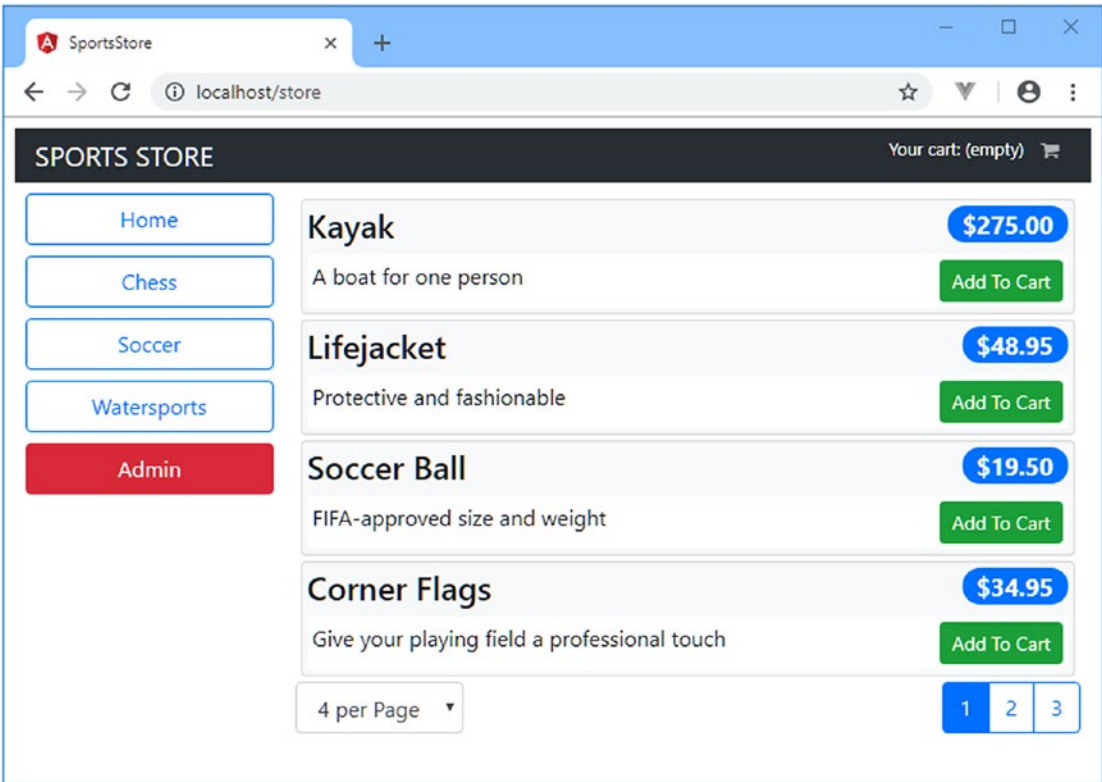 SportsStore
localhost/store
SPORTS STORE
Your cart: (empty)
Home
Chess
Soccer
Watersports
Admin
Kayak
$275.00
A boat for one person
Add To Cart
Lifejacket
$48.95
Protective and fashionable
Add To Cart
Soccer Ball
$19.50
FIFA-approved size and weight
Add To Cart
Corner Flags
$34.95
Give your playing field a professional touch
Add To Cart
4 per Page
1 2 3